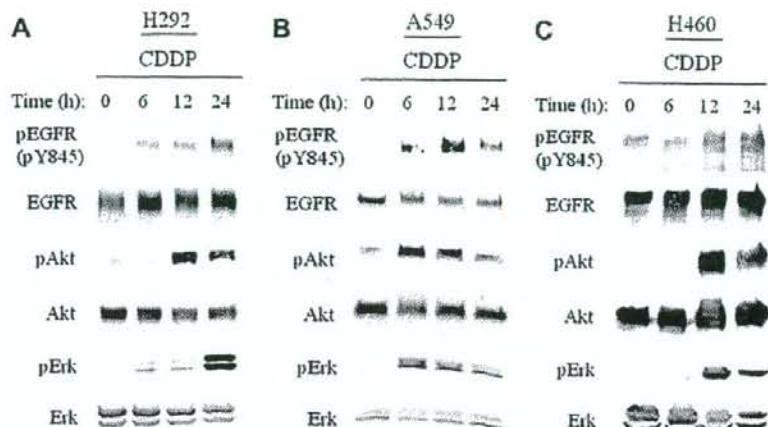 A
H292
CDDP
Time (h): 0 6 12 24
pEGFR
(pY845)
EGFR
pAkt
Akt
pErk
Erk
B
A549
CDDP
Time (h): 0 6 12 24
pEGFR
(pY845)
EGFR
pAkt
Akt
pErk
Erk
C
H460
CDDP
Time (h): 0 6 12 24
pEGFR
(pY845)
EGFR
pAkt
Akt
pErk
Erk